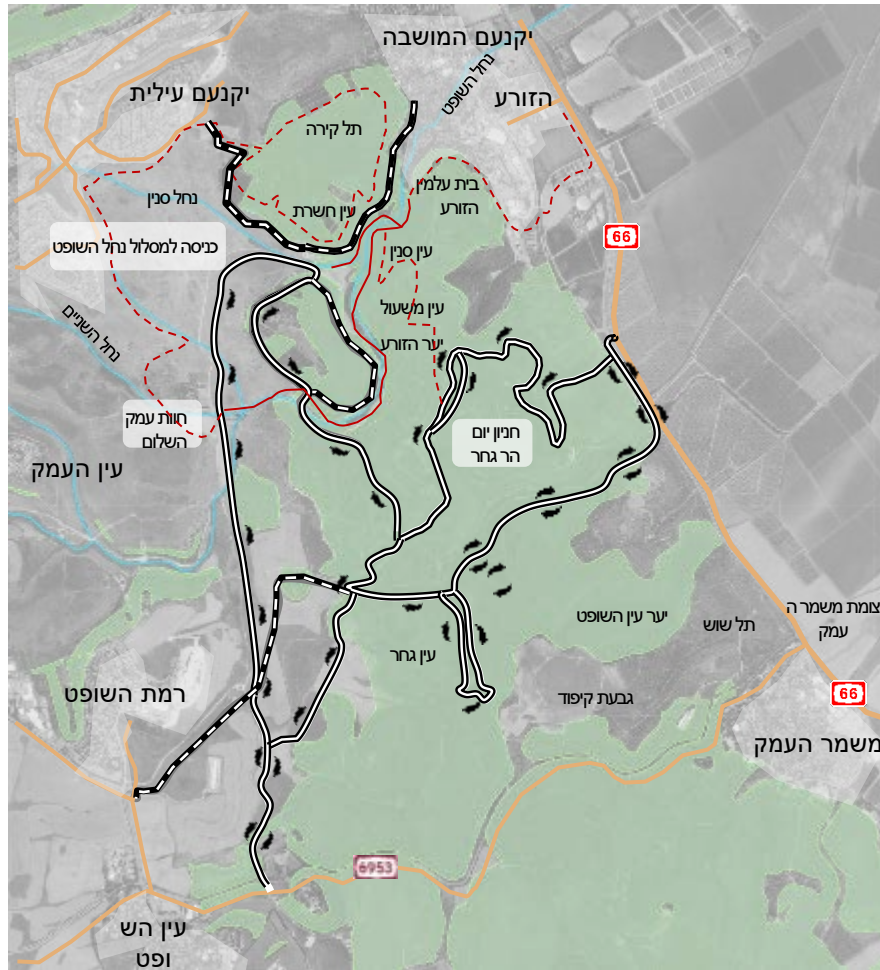 יקנעם המושבה
נחל השופט
יקנעם עילית
הזורע
תל קירה
בית עלמין
הזורע
נחל סנין
עין חשרת
66
כניסה למסלול נחל השופט
עין סנין
עין משעול
יער הזורע
נחל השניים
חוות עמק
השלום
חניון יום
הר גחר
עין העמק
צומת משמר ה
עמק
יער עין השופט
תל שוש
עין גחר
רמת השופט
גבעת קיפוד
66
משמר העמק
6953
עין הש
ופט